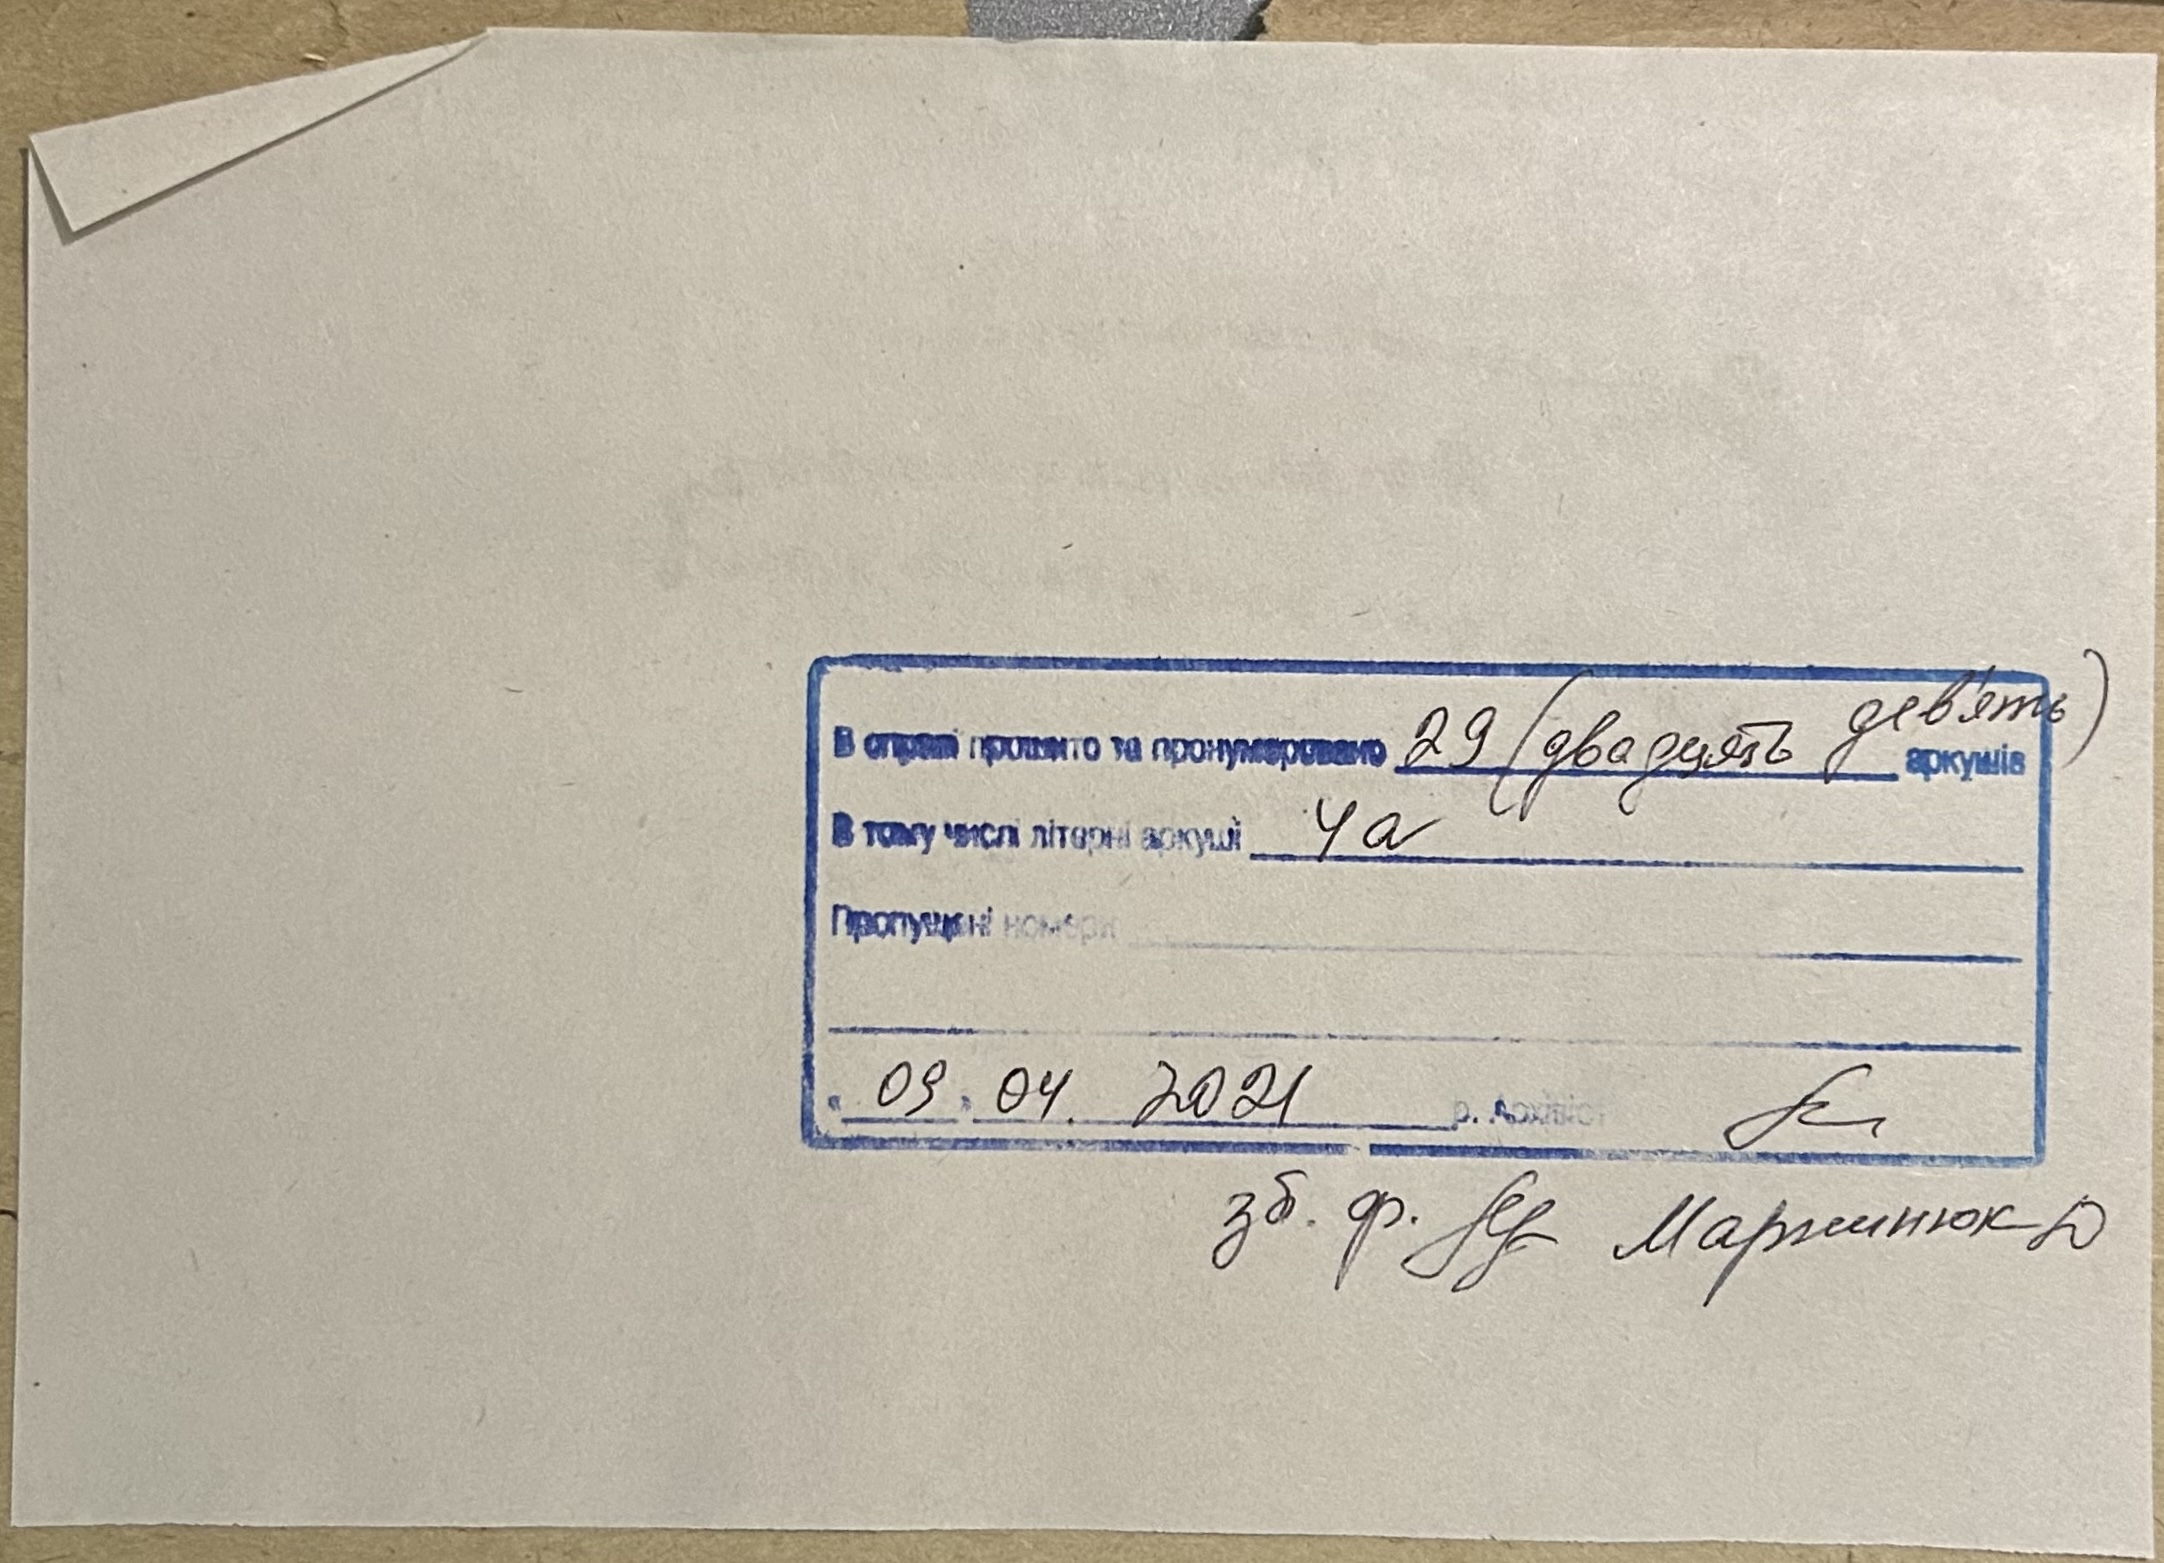 В справі прошито та пронумеровано 29 (двадцять дев'ять) аркушів
В тому числі літерні аркуші 4а
Пропущені номери
« 09 » 04. 2021 р. Архівіст
зб. ф. Мартинюк О